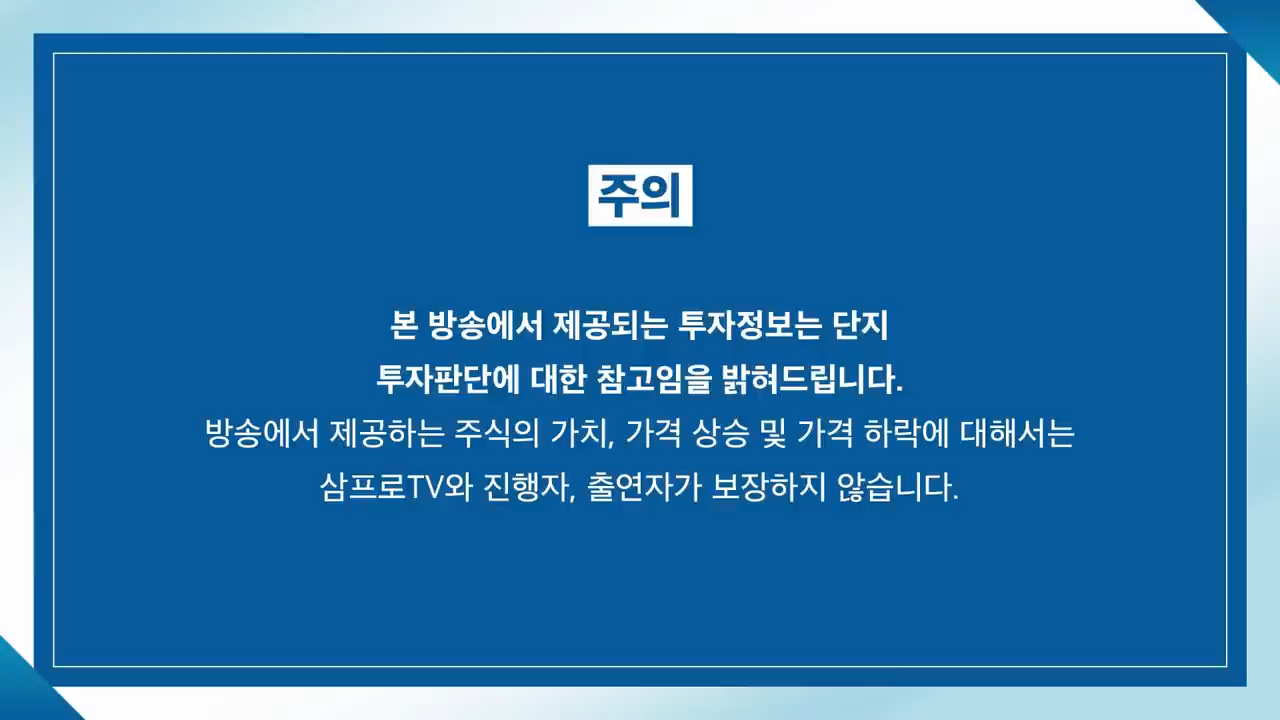 주의
본 방송에서 제공되는 투자정보는 단지
투자판단에 대한 참고임을 밝혀드립니다.
방송에서 제공하는 주식의 가치, 가격 상승 및 가격 하락에 대해서는
삼프로TV와 진행자, 출연자가 보장하지 않습니다.